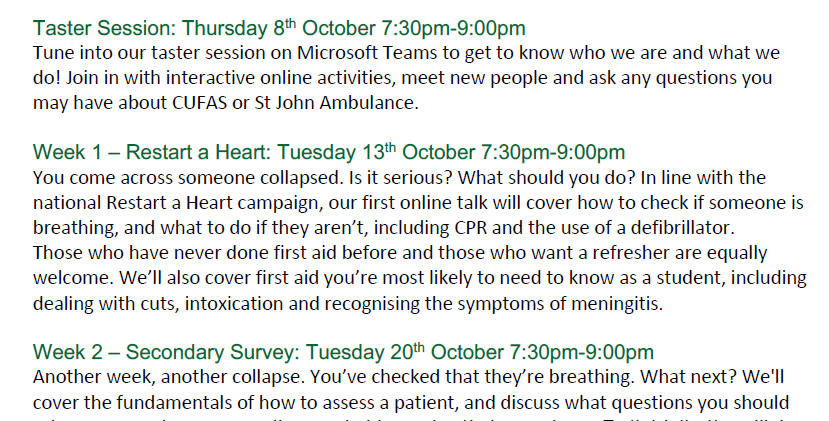 Taster Session: Thursday 8th October 7:30pm-9:00pm
Tune into our taster session on Microsoft Teams to get to know who we are and what we
do! Join in with interactive online activities, meet new people and ask any questions you
may have about CUFAS or St John Ambulance.
Week 1 – Restart a Heart: Tuesday 13th October 7:30pm-9:00pm
You come across someone collapsed. Is it serious? What should you do? In line with the
national Restart a Heart campaign, our first online talk will cover how to check if someone is
breathing, and what to do if they aren’t, including CPR and the use of a defibrillator.
Those who have never done first aid before and those who want a refresher are equally
welcome. We’ll also cover first aid you’re most likely to need to know as a student, including
dealing with cuts, intoxication and recognising the symptoms of meningitis.
Week 2 – Secondary Survey: Tuesday 20th October 7:30pm-9:00pm
Another week, another collapse. You’ve checked that they’re breathing. What next? We'll
cover the fundamentals of how to assess a patient, and discuss what questions you should